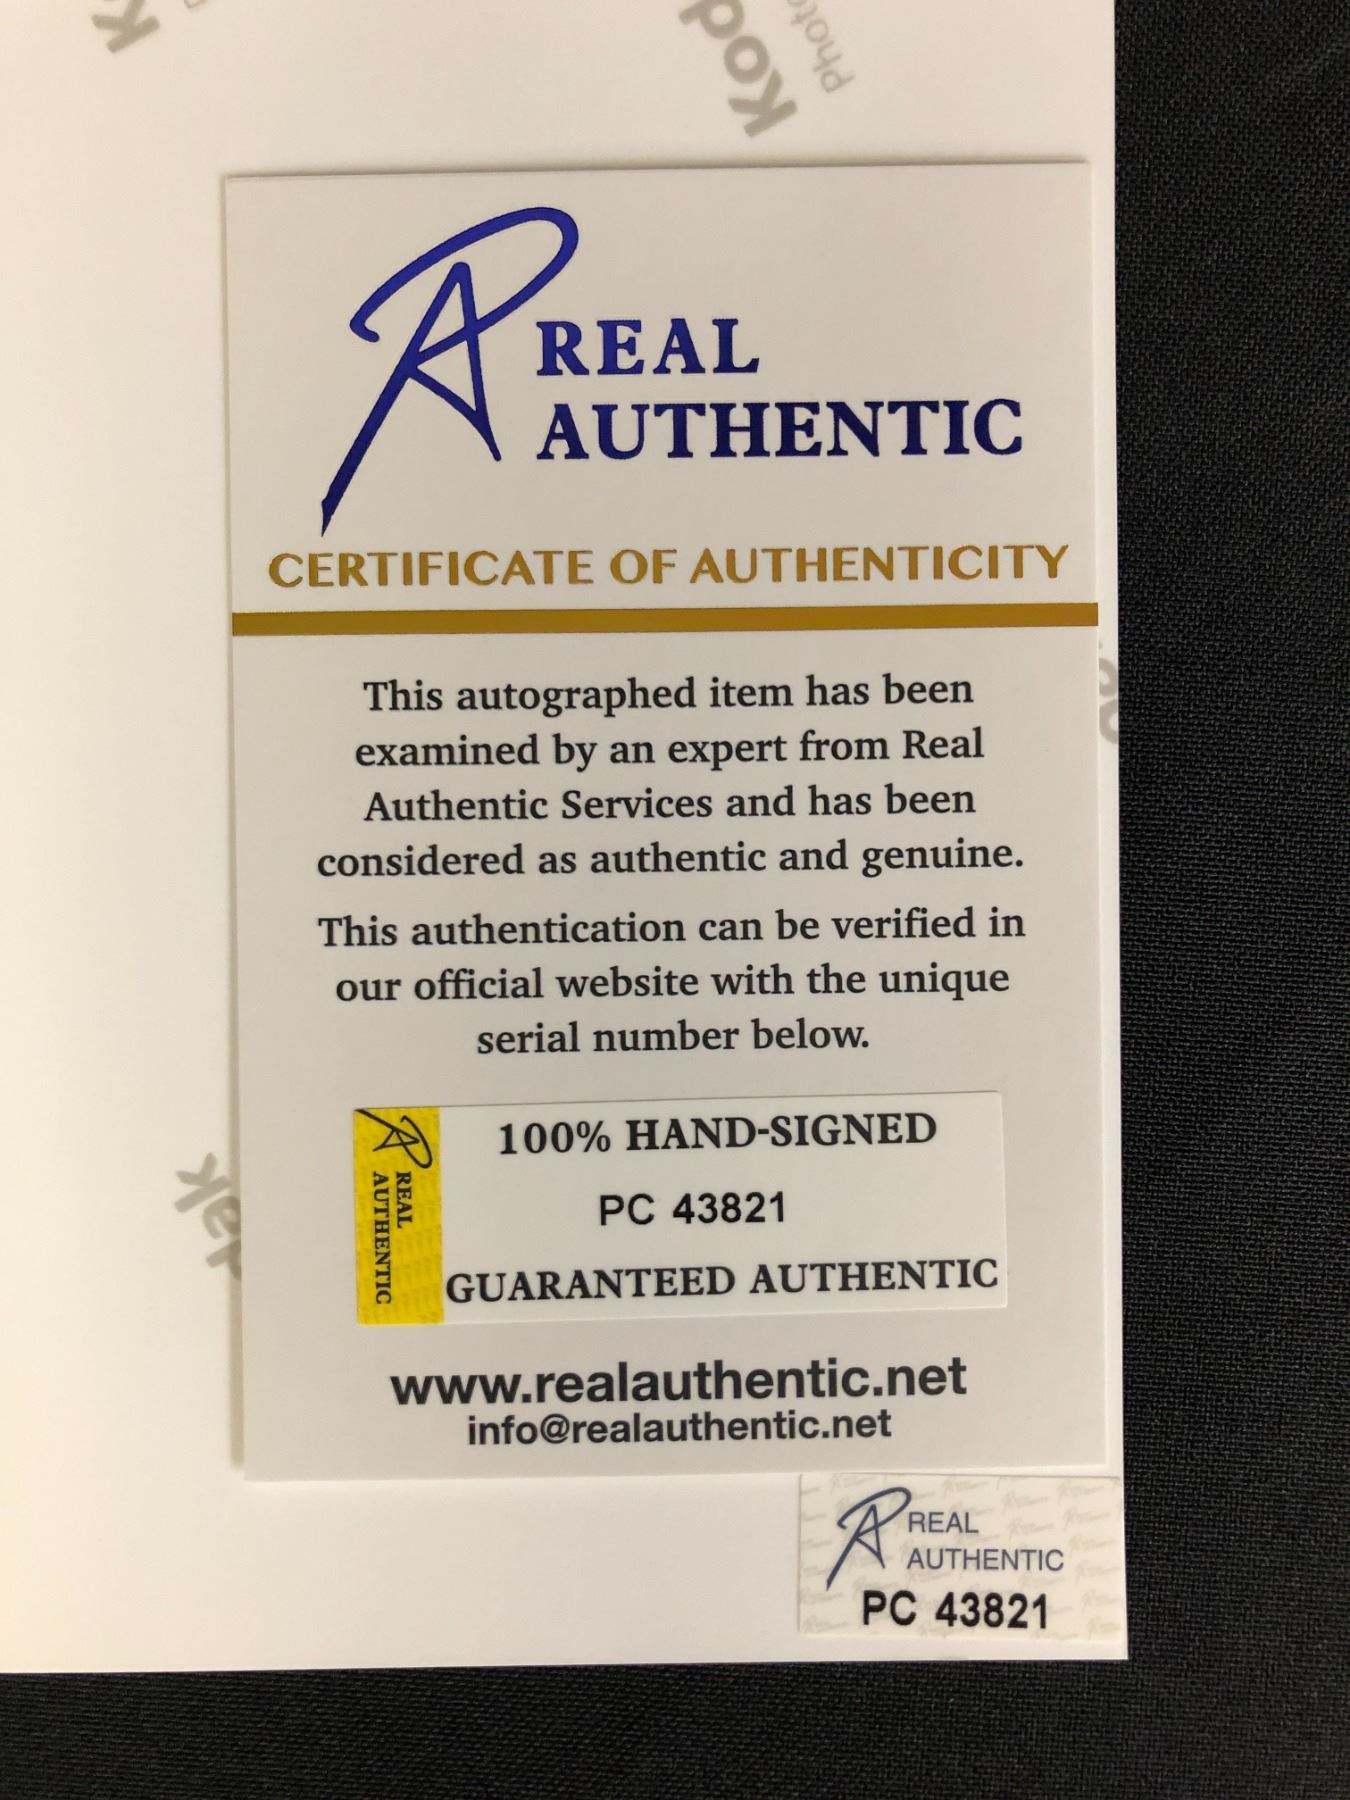 Kodak
Photo
REAL
AUTHENTIC
CERTIFICATE OF AUTHENTICITY
This autographed item has been
examined by an expert from Real
Authentic Services and has been
considered as authentic and genuine.
This authentication can be verified in
our official website with the unique
serial number below.
REAL
AUTHENTIC
100% HAND-SIGNED
PC 43821
GUARANTEED AUTHENTIC
www.realauthentic.net
info@realauthentic.net
REAL
AUTHENTIC
PC 43821